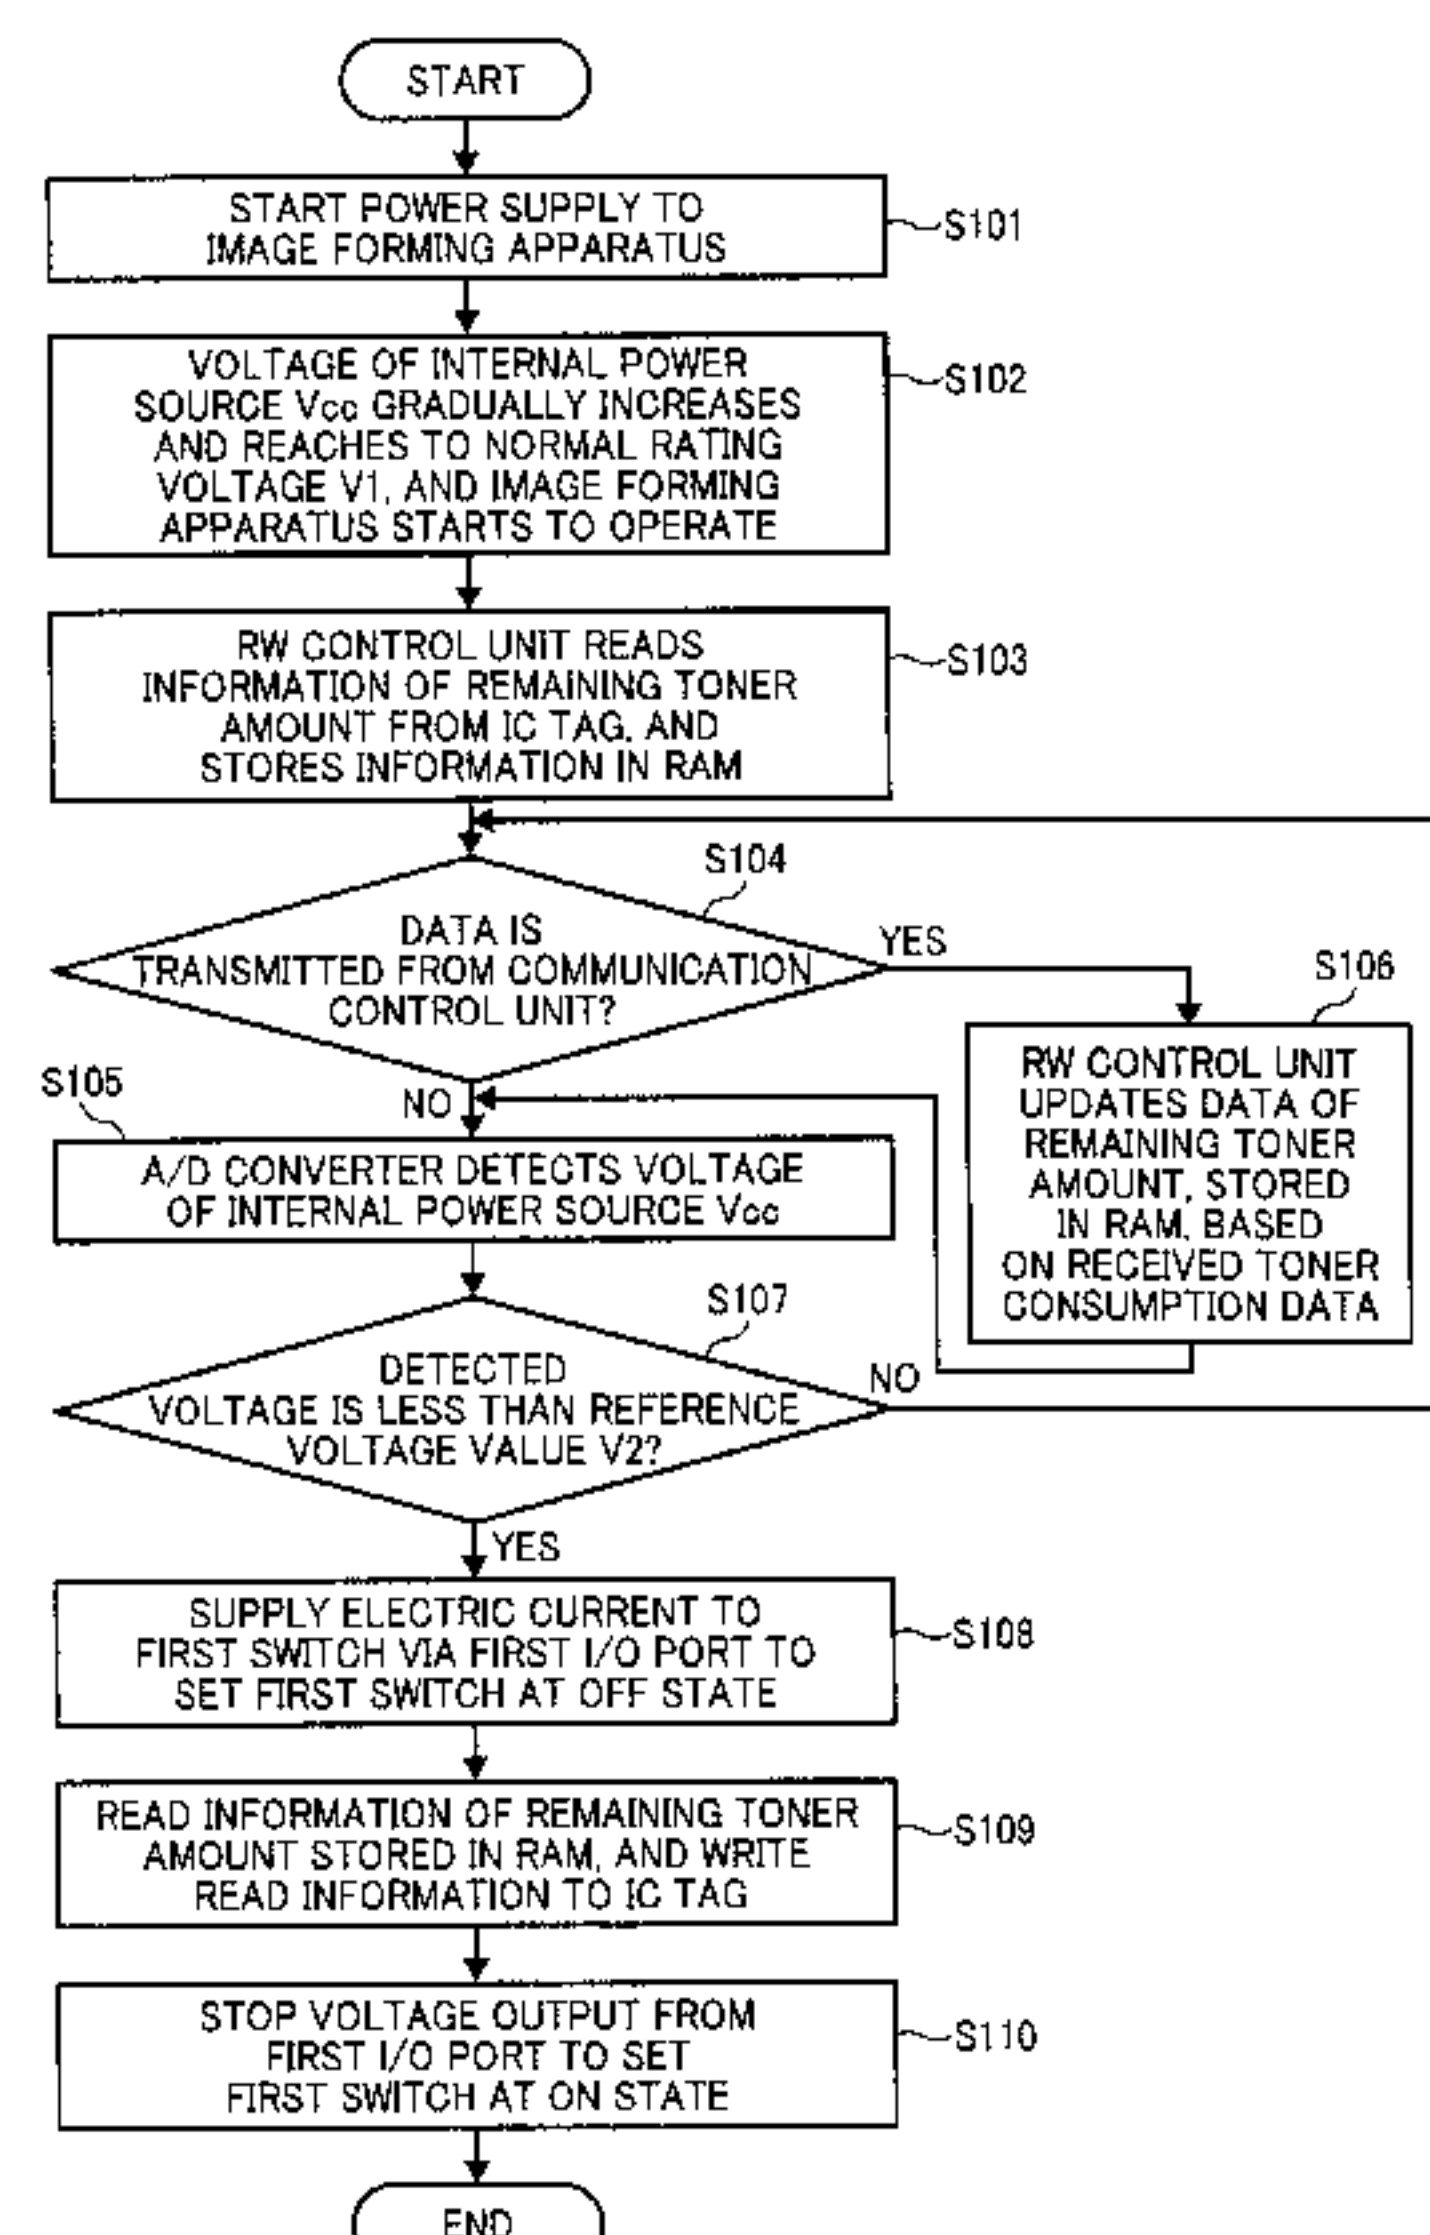 START
START POWER SUPPLY TO
IMAGE FORMING APPARATUS
S101
VOLTAGE OF INTERNAL POWER
SOURCE Vcc GRADUALLY INCREASES
AND REACHES TO NORMAL RATING
VOLTAGE V1, AND IMAGE FORMING
APPARATUS STARTS TO OPERATE
S102
RW CONTROL UNIT READS
INFORMATION OF REMAINING TONER
AMOUNT FROM IC TAG, AND
STORES INFORMATION IN RAM
S103
S104
DATA IS
TRANSMITTED FROM COMMUNICATION
CONTROL UNIT?
YES
NO
S106
RW CONTROL UNIT
UPDATES DATA OF
REMAINING TONER
AMOUNT, STORED
IN RAM, BASED
ON RECEIVED TONER
CONSUMPTION DATA
S105
A/D CONVERTER DETECTS VOLTAGE
OF INTERNAL POWER SOURCE Vcc
S107
DETECTED
VOLTAGE IS LESS THAN REFERENCE
VOLTAGE VALUE V2?
NO
YES
SUPPLY ELECTRIC CURRENT TO
FIRST SWITCH VIA FIRST I/O PORT TO
SET FIRST SWITCH AT OFF STATE
S108
READ INFORMATION OF REMAINING TONER
AMOUNT STORED IN RAM, AND WRITE
READ INFORMATION TO IC TAG
S109
STOP VOLTAGE OUTPUT FROM
FIRST I/O PORT TO SET
FIRST SWITCH AT ON STATE
S110
END